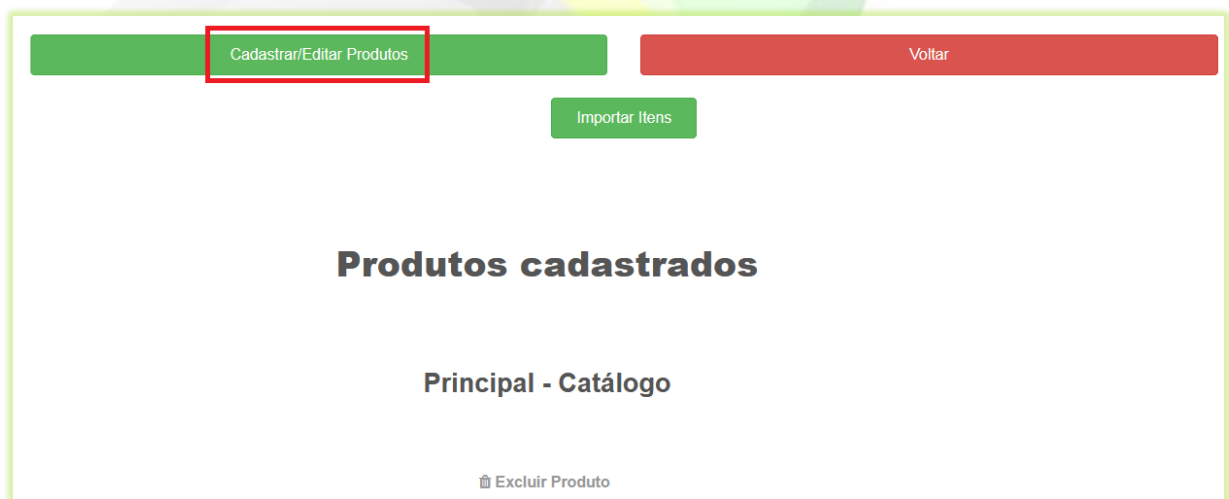 Cadastrar/Editar Produtos
Voltar
Importar Itens
Produtos cadastrados
Principal - Catálogo
Excluir Produto